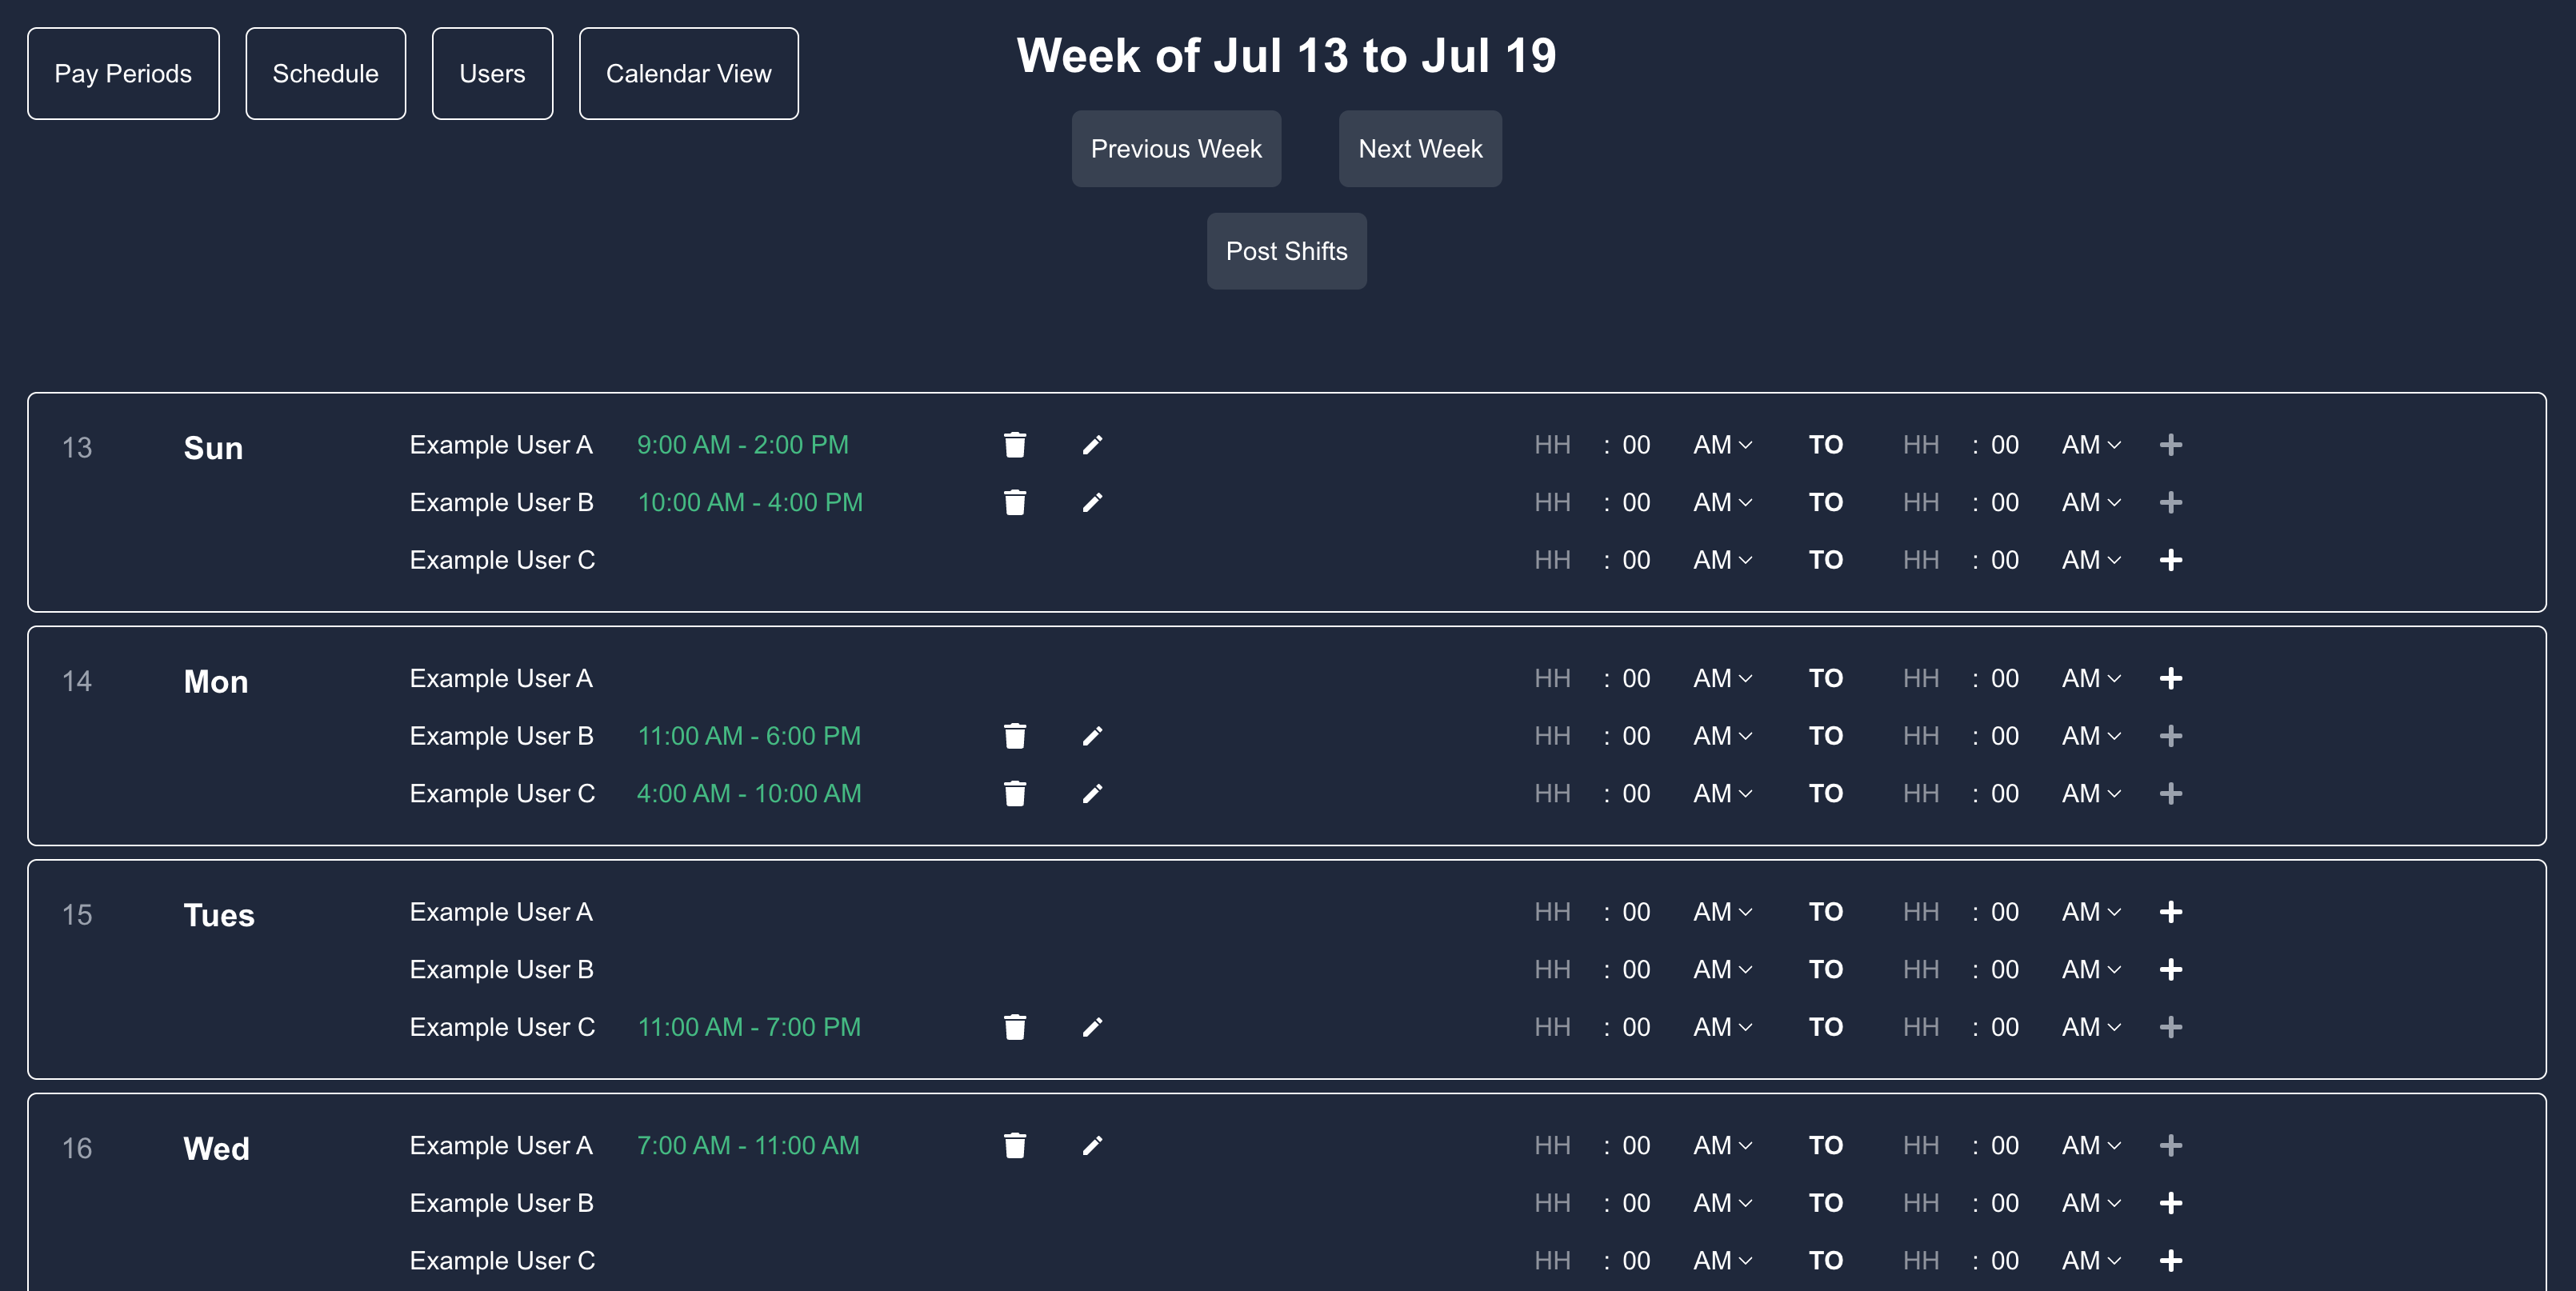 Pay Periods Schedule Users Calendar View
Week of Jul 13 to Jul 19
Previous Week Next Week
Post Shifts
13 Sun Example User A 9:00 AM - 2:00 PM HH : 00 AM TO HH : 00 AM
Example User B 10:00 AM - 4:00 PM HH : 00 AM TO HH : 00 AM
Example User C HH : 00 AM TO HH : 00 AM
14 Mon Example User A HH : 00 AM TO HH : 00 AM
Example User B 11:00 AM - 6:00 PM HH : 00 AM TO HH : 00 AM
Example User C 4:00 AM - 10:00 AM HH : 00 AM TO HH : 00 AM
15 Tues Example User A HH : 00 AM TO HH : 00 AM
Example User B HH : 00 AM TO HH : 00 AM
Example User C 11:00 AM - 7:00 PM HH : 00 AM TO HH : 00 AM
16 Wed Example User A 7:00 AM - 11:00 AM HH : 00 AM TO HH : 00 AM
Example User B HH : 00 AM TO HH : 00 AM
Example User C HH : 00 AM TO HH : 00 AM